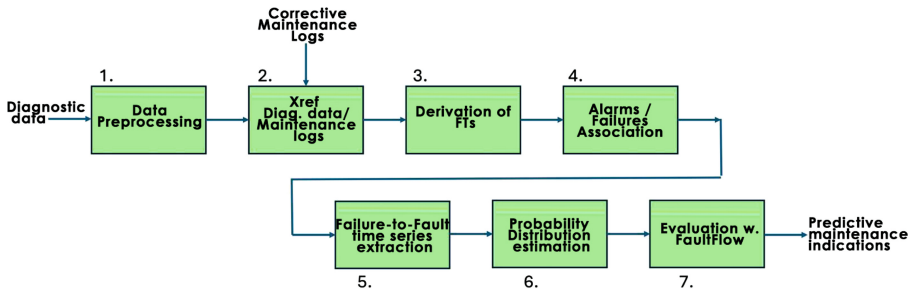 Corrective
Maintenance
Logs
1.
2.
3.
4.
Diagnostic
data
Data
Preprocessing
Xref
Diag. data/
Maintenance
logs
Derivation of
FTs
Alarms /
Failures
Association
Failure-to-Fault
time series
extraction
Probability
Distribution
estimation
Evaluation w.
FaultFlow
Predictive
maintenance
indications
5.
6.
7.